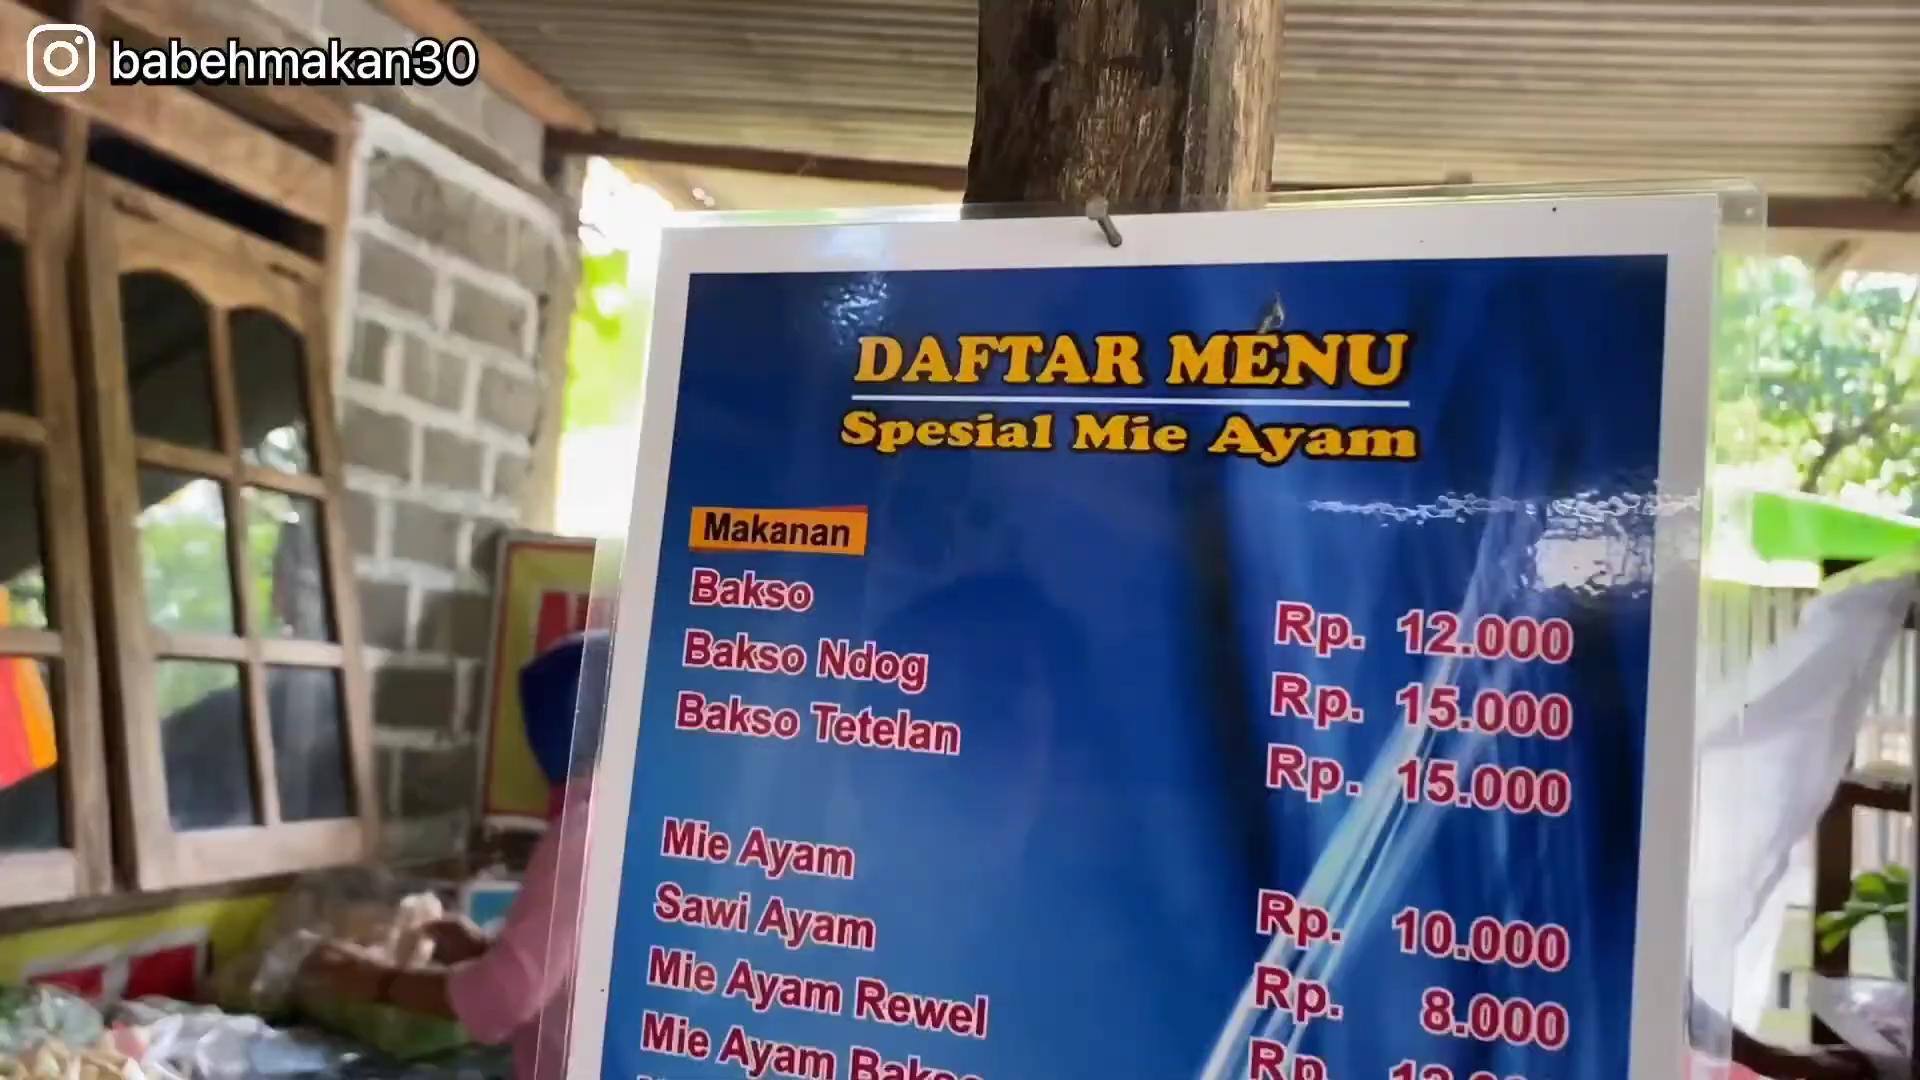 babehmakan30
DAFTAR MENU
Spesial Mie Ayam
Makanan
Bakso Rp. 12.000
Bakso Ndog Rp. 15.000
Bakso Tetelan Rp. 15.000
Mie Ayam Rp. 10.000
Sawi Ayam Rp. 8.000
Mie Ayam Rewel Rp.
Mie Ayam